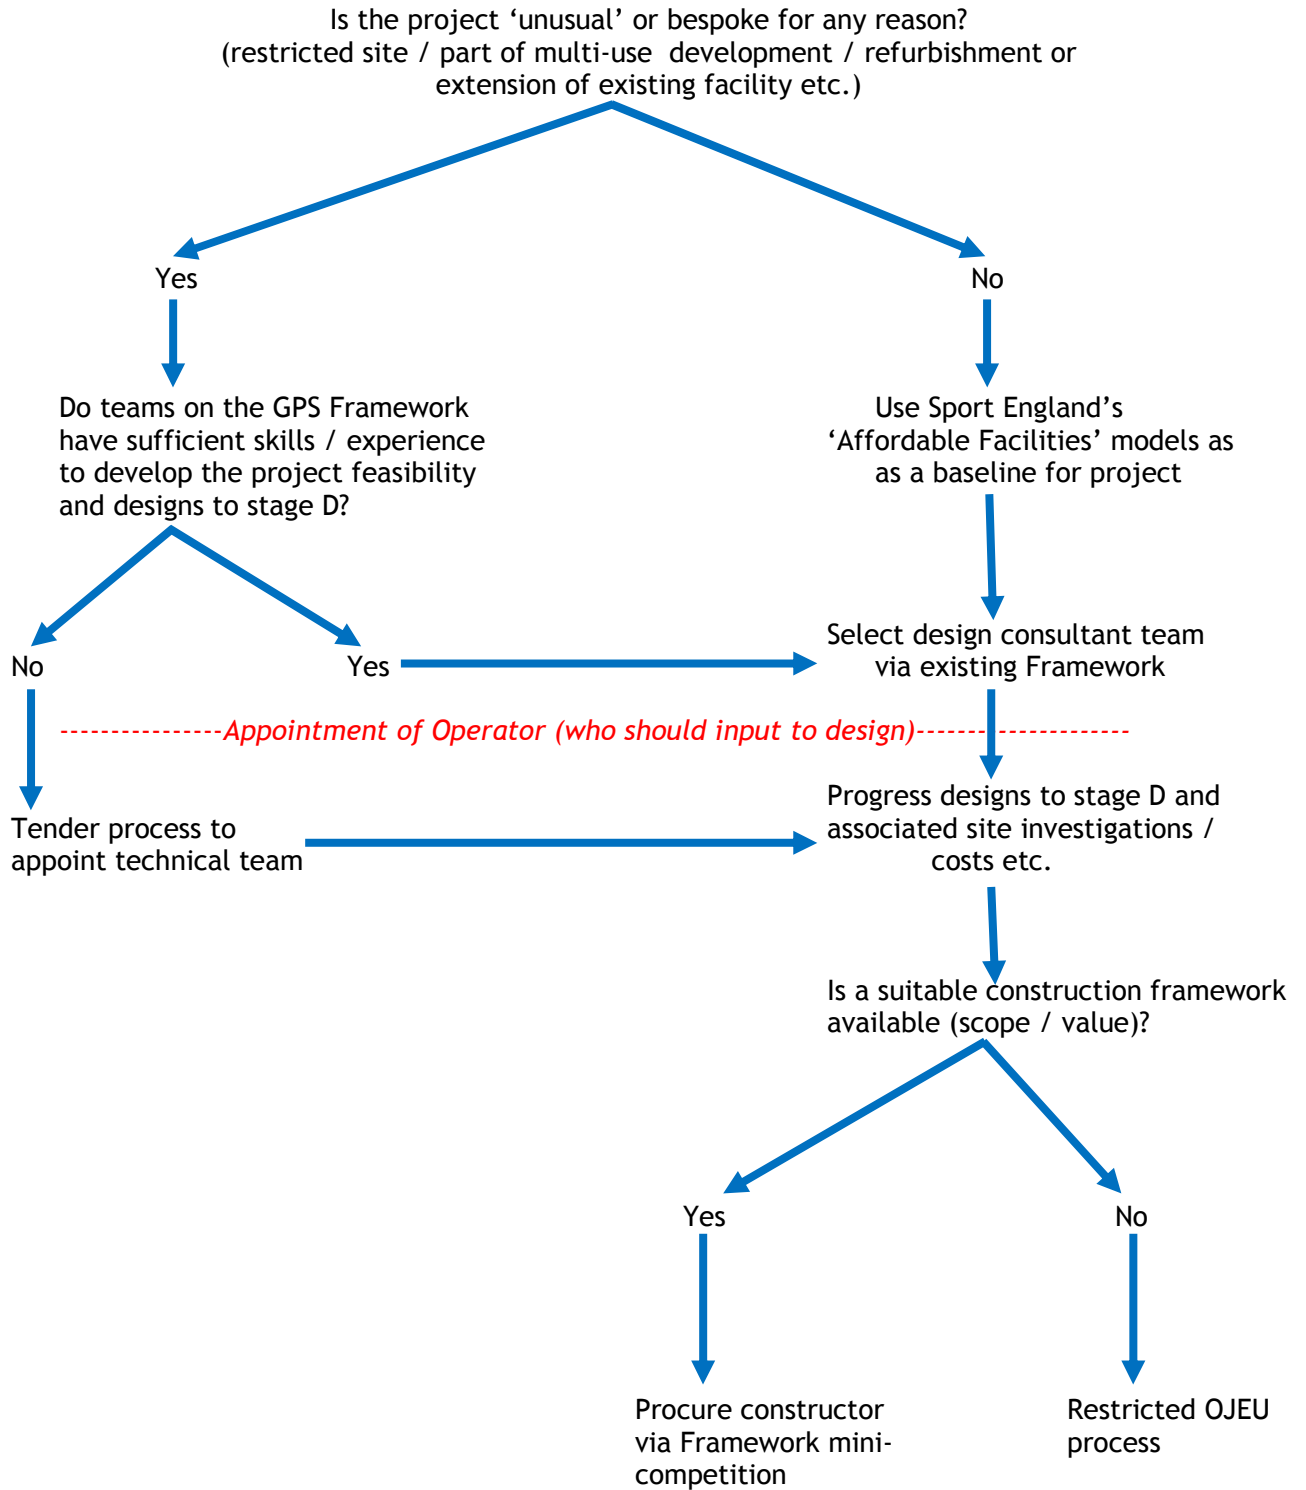 Is the project ‘unusual’ or bespoke for any reason?
(restricted site / part of multi-use development / refurbishment or
extension of existing facility etc.)
Yes
No
Do teams on the GPS Framework
have sufficient skills / experience
to develop the project feasibility
and designs to stage D?
Use Sport England’s
‘Affordable Facilities’ models as
as a baseline for project
No
Yes
Select design consultant team
via existing Framework
----------------Appointment of Operator (who should input to design)---------------------
Tender process to
appoint technical team
Progress designs to stage D and
associated site investigations /
costs etc.
Is a suitable construction framework
available (scope / value)?
Yes
No
Procure constructor
via Framework mini-
competition
Restricted OJEU
process